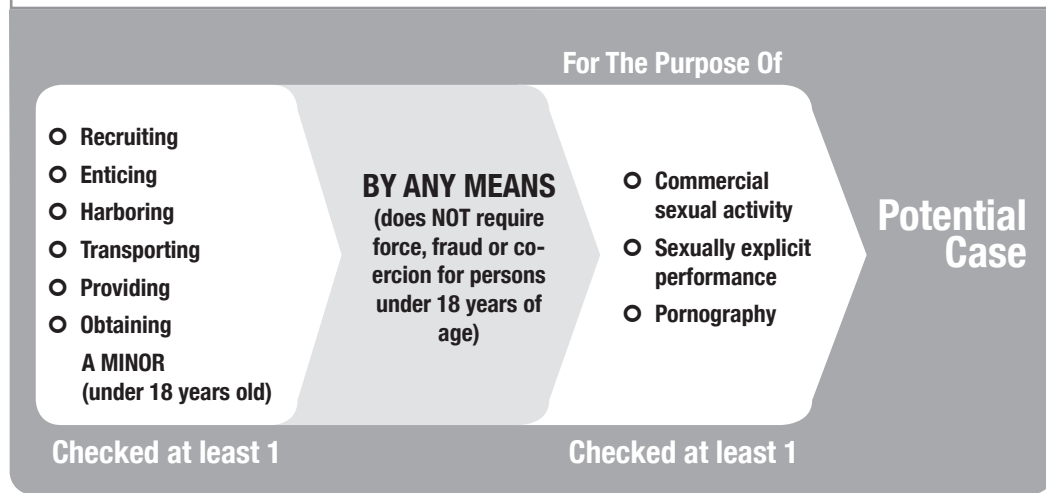 For The Purpose Of
Recruiting
Enticing
Harboring
Transporting
Providing
Obtaining
A MINOR
(under 18 years old)
BY ANY MEANS
(does NOT require
force, fraud or co-
ercion for persons
under 18 years of
age)
Commercial
sexual activity
Sexually explicit
performance
Pornography
Potential
Case
Checked at least 1
Checked at least 1